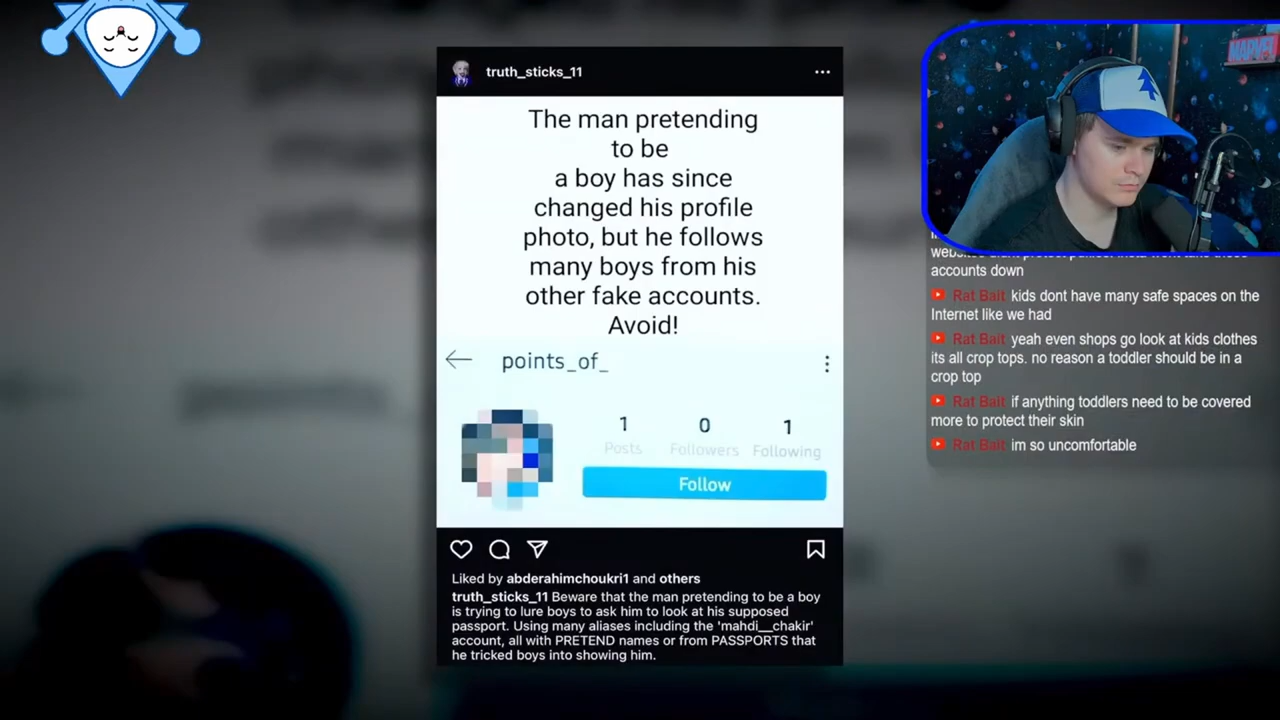 truth_sticks_11
The man pretending
to be
a boy has since
changed his profile
photo, but he follows
many boys from his
other fake accounts.
Avoid!
points_of_
1
0
1
Posts
Followers
Following
Follow
Liked by abderahimchoukri1 and others
truth_sticks_11 Beware that the man pretending to be a boy
is trying to lure boys to ask him to look at his supposed
passport. Using many aliases including the 'mahdi__chakir'
account, all with PRETEND names or from PASSPORTS that
he tricked boys into showing him.
MARVEL
accounts down
Rat Bait kids dont have many safe spaces on the
Internet like we had
Rat Bait yeah even shops go look at kids clothes
its all crop tops. no reason a toddler should be in a
crop top
Rat Bait if anything toddlers need to be covered
more to protect their skin
Rat Bait im so uncomfortable